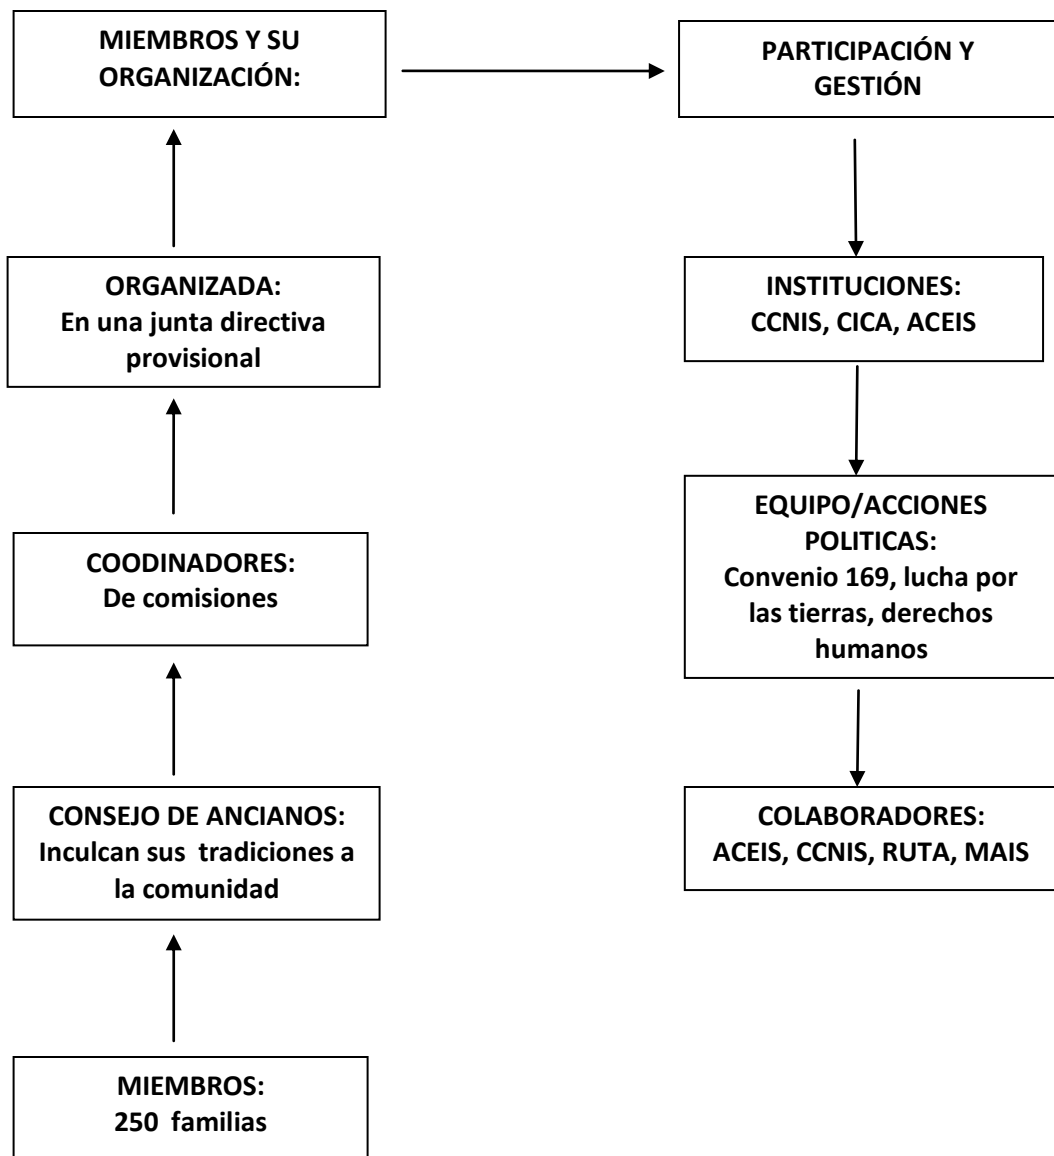 MIEMBROS Y SU
ORGANIZACIÓN:
PARTICIPACIÓN Y
GESTIÓN
ORGANIZADA:
En una junta directiva
provisional
INSTITUCIONES:
CCNIS, CICA, ACEIS
COODINADORES:
De comisiones
EQUIPO/ACCIONES
POLITICAS:
Convenio 169, lucha por
las tierras, derechos
humanos
CONSEJO DE ANCIANOS:
Inculcan sus tradiciones a
la comunidad
COLABORADORES:
ACEIS, CCNIS, RUTA, MAIS
MIEMBROS:
250 familias